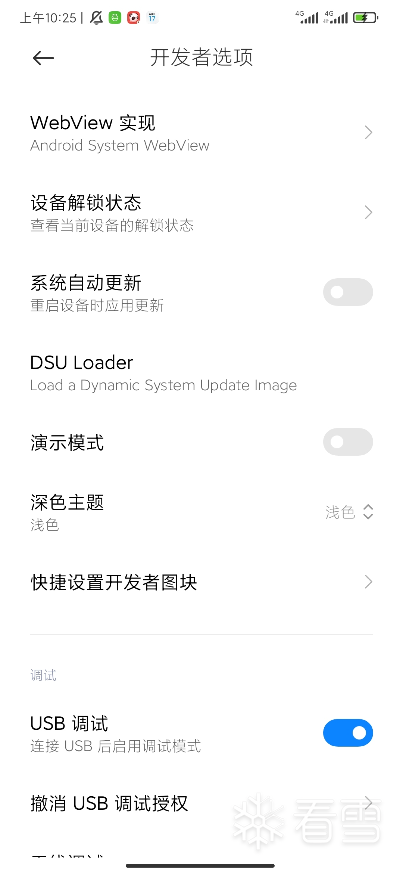 上午10:25
4G
4G
17
开发者选项
WebView 实现
Android System WebView
设备解锁状态
查看当前设备的解锁状态
系统自动更新
重启设备时应用更新
DSU Loader
Load a Dynamic System Update Image
演示模式
深色主题
浅色
浅色
快捷设置开发者图块
调试
USB 调试
连接 USB 后启用调试模式
撤消 USB 调试授权
看雪
无线调试